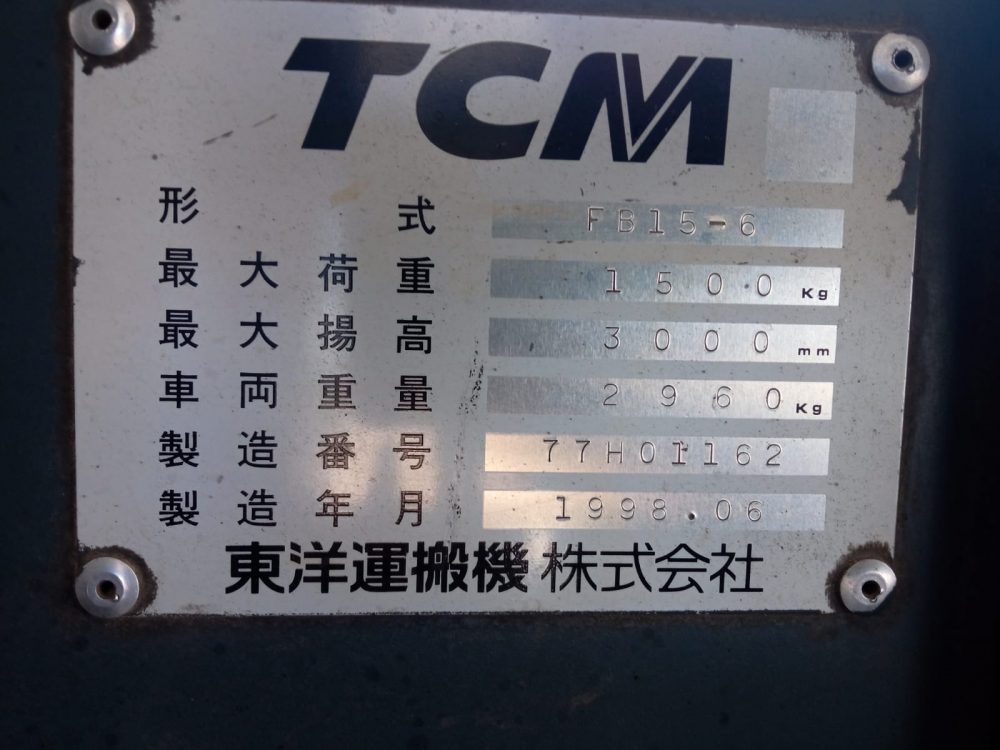 TCM
形式 FB15-6
最大荷重 1500 Kg
最大揚高 3000 mm
車両重量 2960 Kg
製造番号 77H01162
製造年月 1998.06
東洋運搬機株式会社